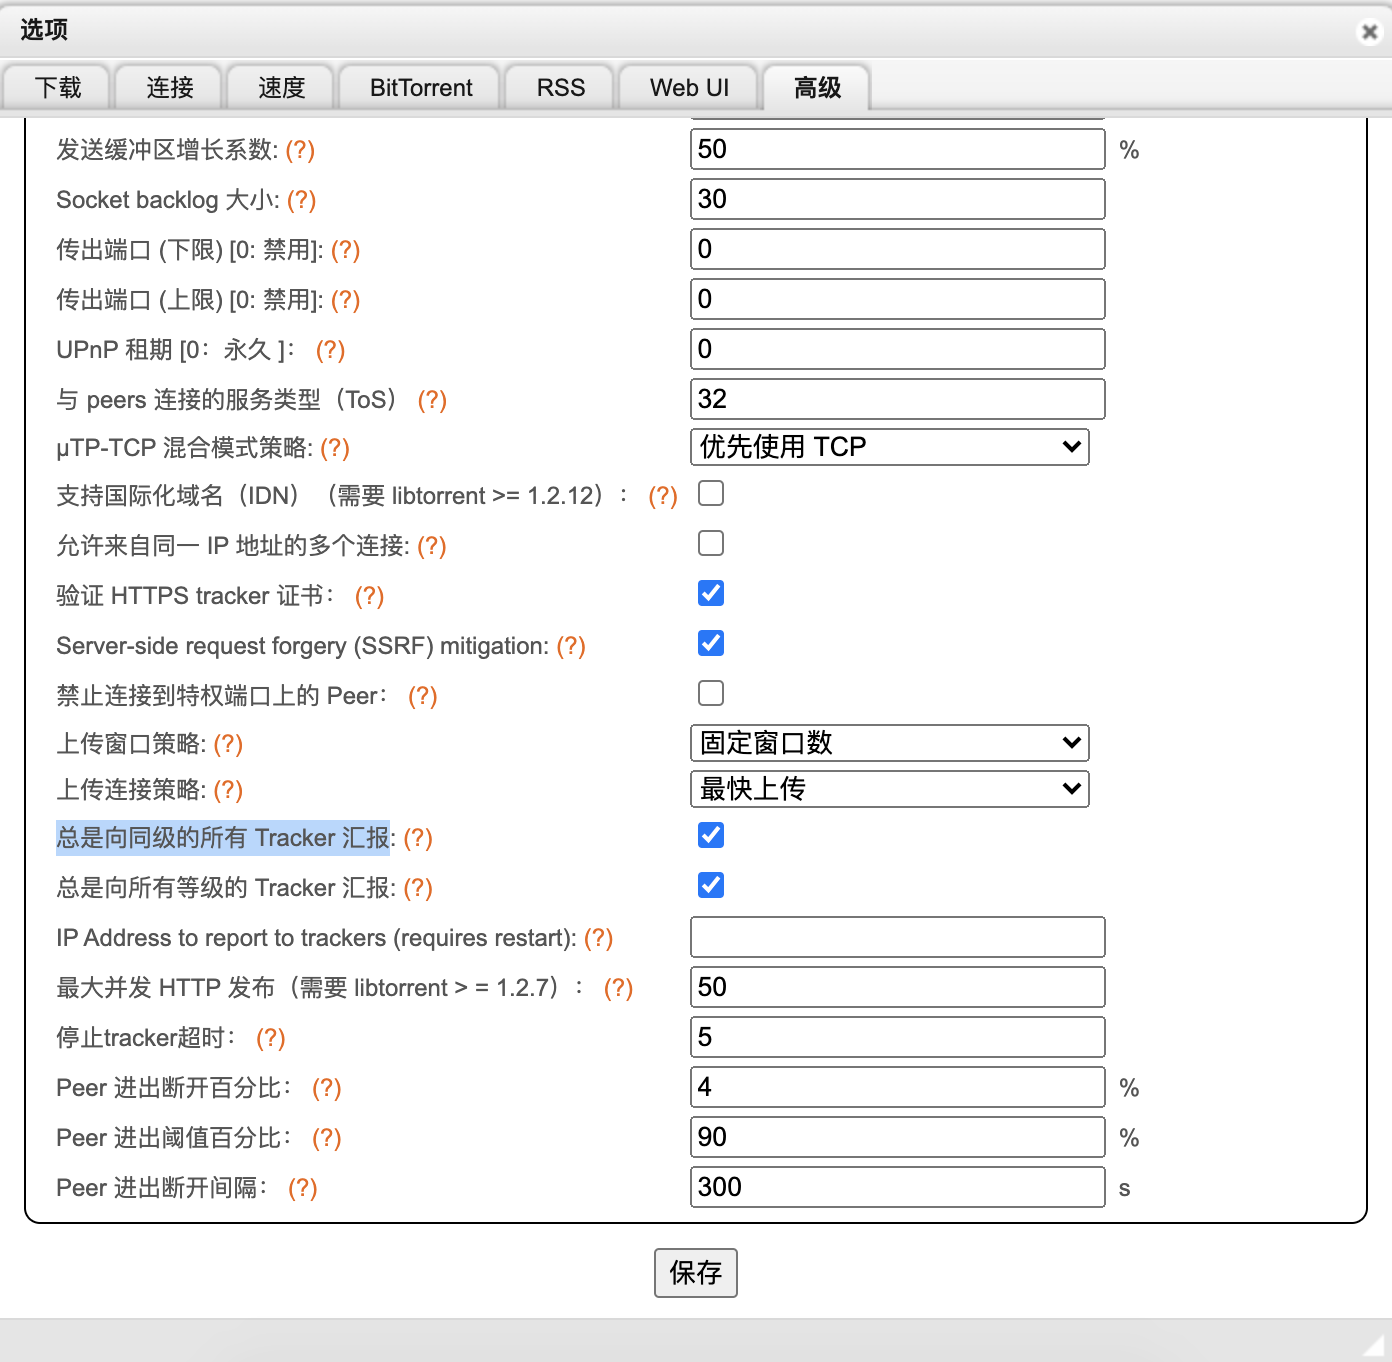 选项
下载 连接 速度 BitTorrent RSS Web UI 高级
发送缓冲区增长系数: (?) 50 %
Socket backlog 大小: (?) 30
传出端口 (下限) [0: 禁用]: (?) 0
传出端口 (上限) [0: 禁用]: (?) 0
UPnP 租期 [0：永久 ]： (?) 0
与 peers 连接的服务类型（ToS） (?) 32
μTP-TCP 混合模式策略: (?) 优先使用 TCP
支持国际化域名（IDN）（需要 libtorrent >= 1.2.12）： (?)
允许来自同一 IP 地址的多个连接: (?)
验证 HTTPS tracker 证书： (?)
Server-side request forgery (SSRF) mitigation: (?)
禁止连接到特权端口上的 Peer： (?)
上传窗口策略: (?) 固定窗口数
上传连接策略: (?) 最快上传
总是向同级的所有 Tracker 汇报: (?)
总是向所有等级的 Tracker 汇报: (?)
IP Address to report to trackers (requires restart): (?)
最大并发 HTTP 发布（需要 libtorrent > = 1.2.7）： (?) 50
停止tracker超时： (?) 5
Peer 进出断开百分比： (?) 4 %
Peer 进出阈值百分比： (?) 90 %
Peer 进出断开间隔： (?) 300 s
保存